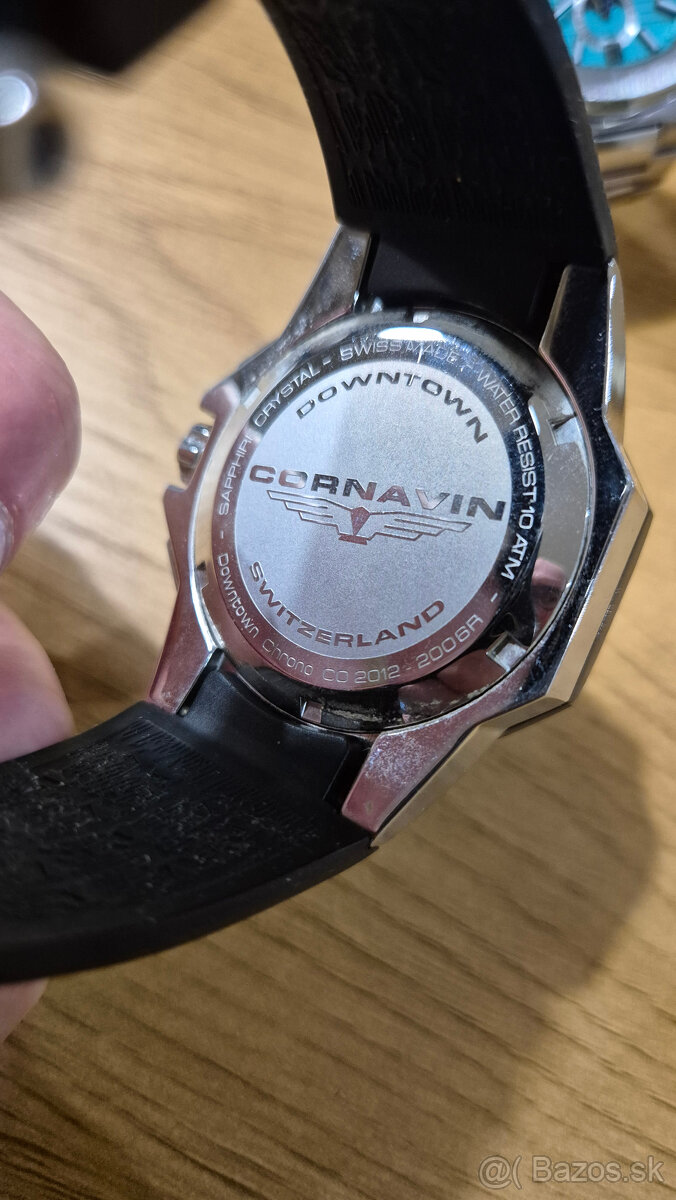 DOWNTOWN
CORNAVIN
SWITZERLAND
- SAPPHIRE CRYSTAL - SWISS MADE - WATER RESIST 10 ATM -
Downtown Chrono CO 2012 - 2006R
@( Bazos.sk